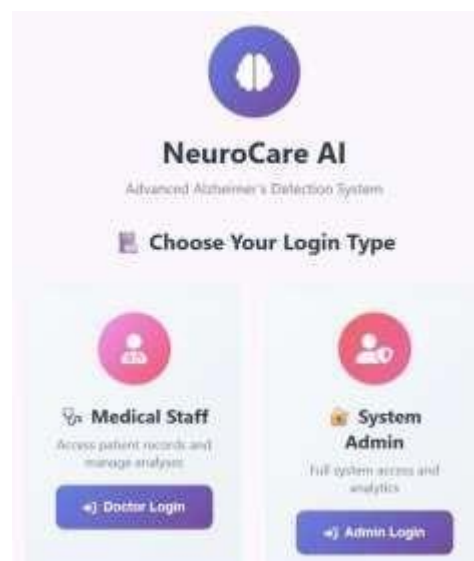 NeuroCare AI
Advanced Alzheimer's Detection System
Choose Your Login Type
Medical Staff
Access patient records and
manage analyses
Doctor Login
System
Admin
Full system access and
analytics
Admin Login